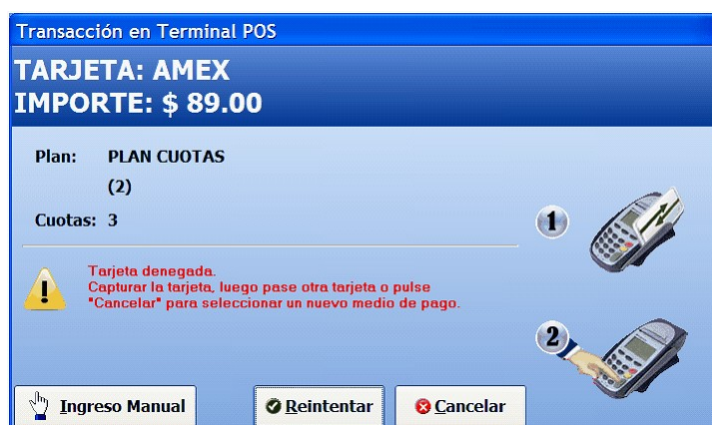 Transacción en Terminal POS
TARJETA: AMEX
IMPORTE: $ 89.00
Plan: PLAN CUOTAS
(2)
Cuotas: 3
1
Tarjeta denegada.
Capturar la tarjeta, luego pase otra tarjeta o pulse
"Cancelar" para seleccionar un nuevo medio de pago.
2
Ingreso Manual
Reintentar
Cancelar